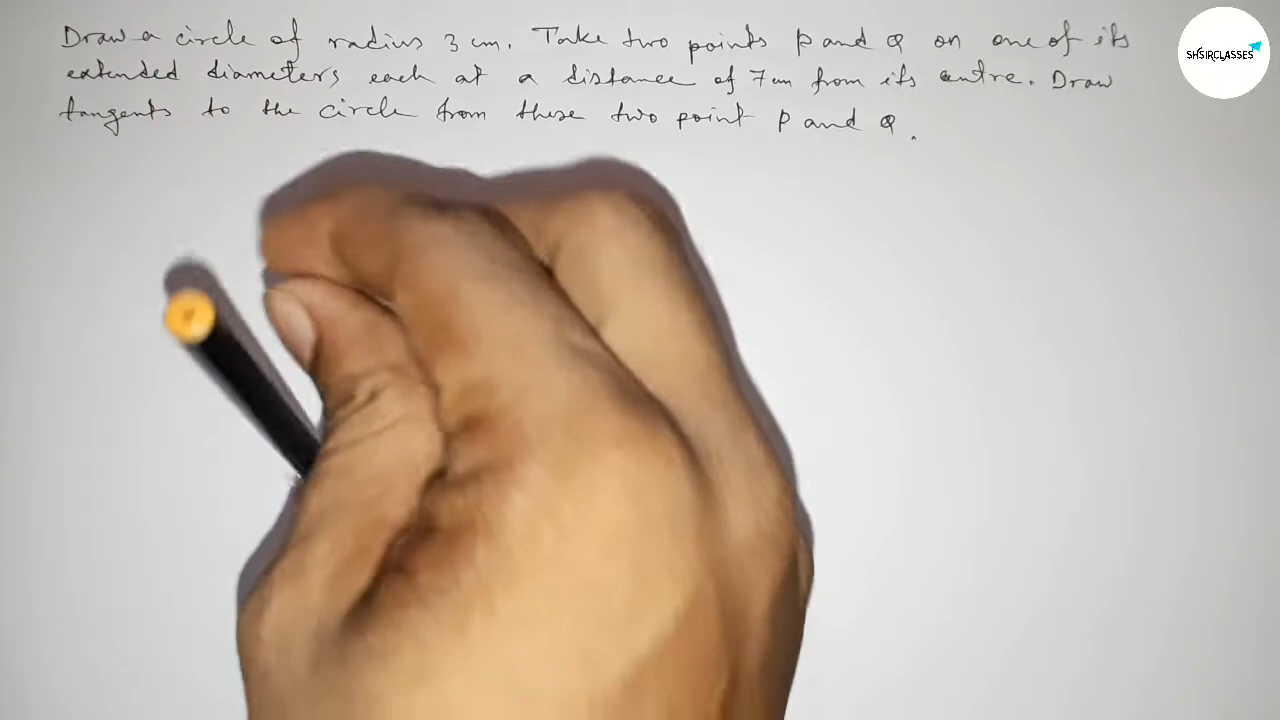 Draw a circle of radius 3 cm. Take two points P and Q on one of its
extended diameters each at a distance of 7 cm from its centre. Draw
tangents to the circle from these two point P and Q.
SHSIRCLASSES